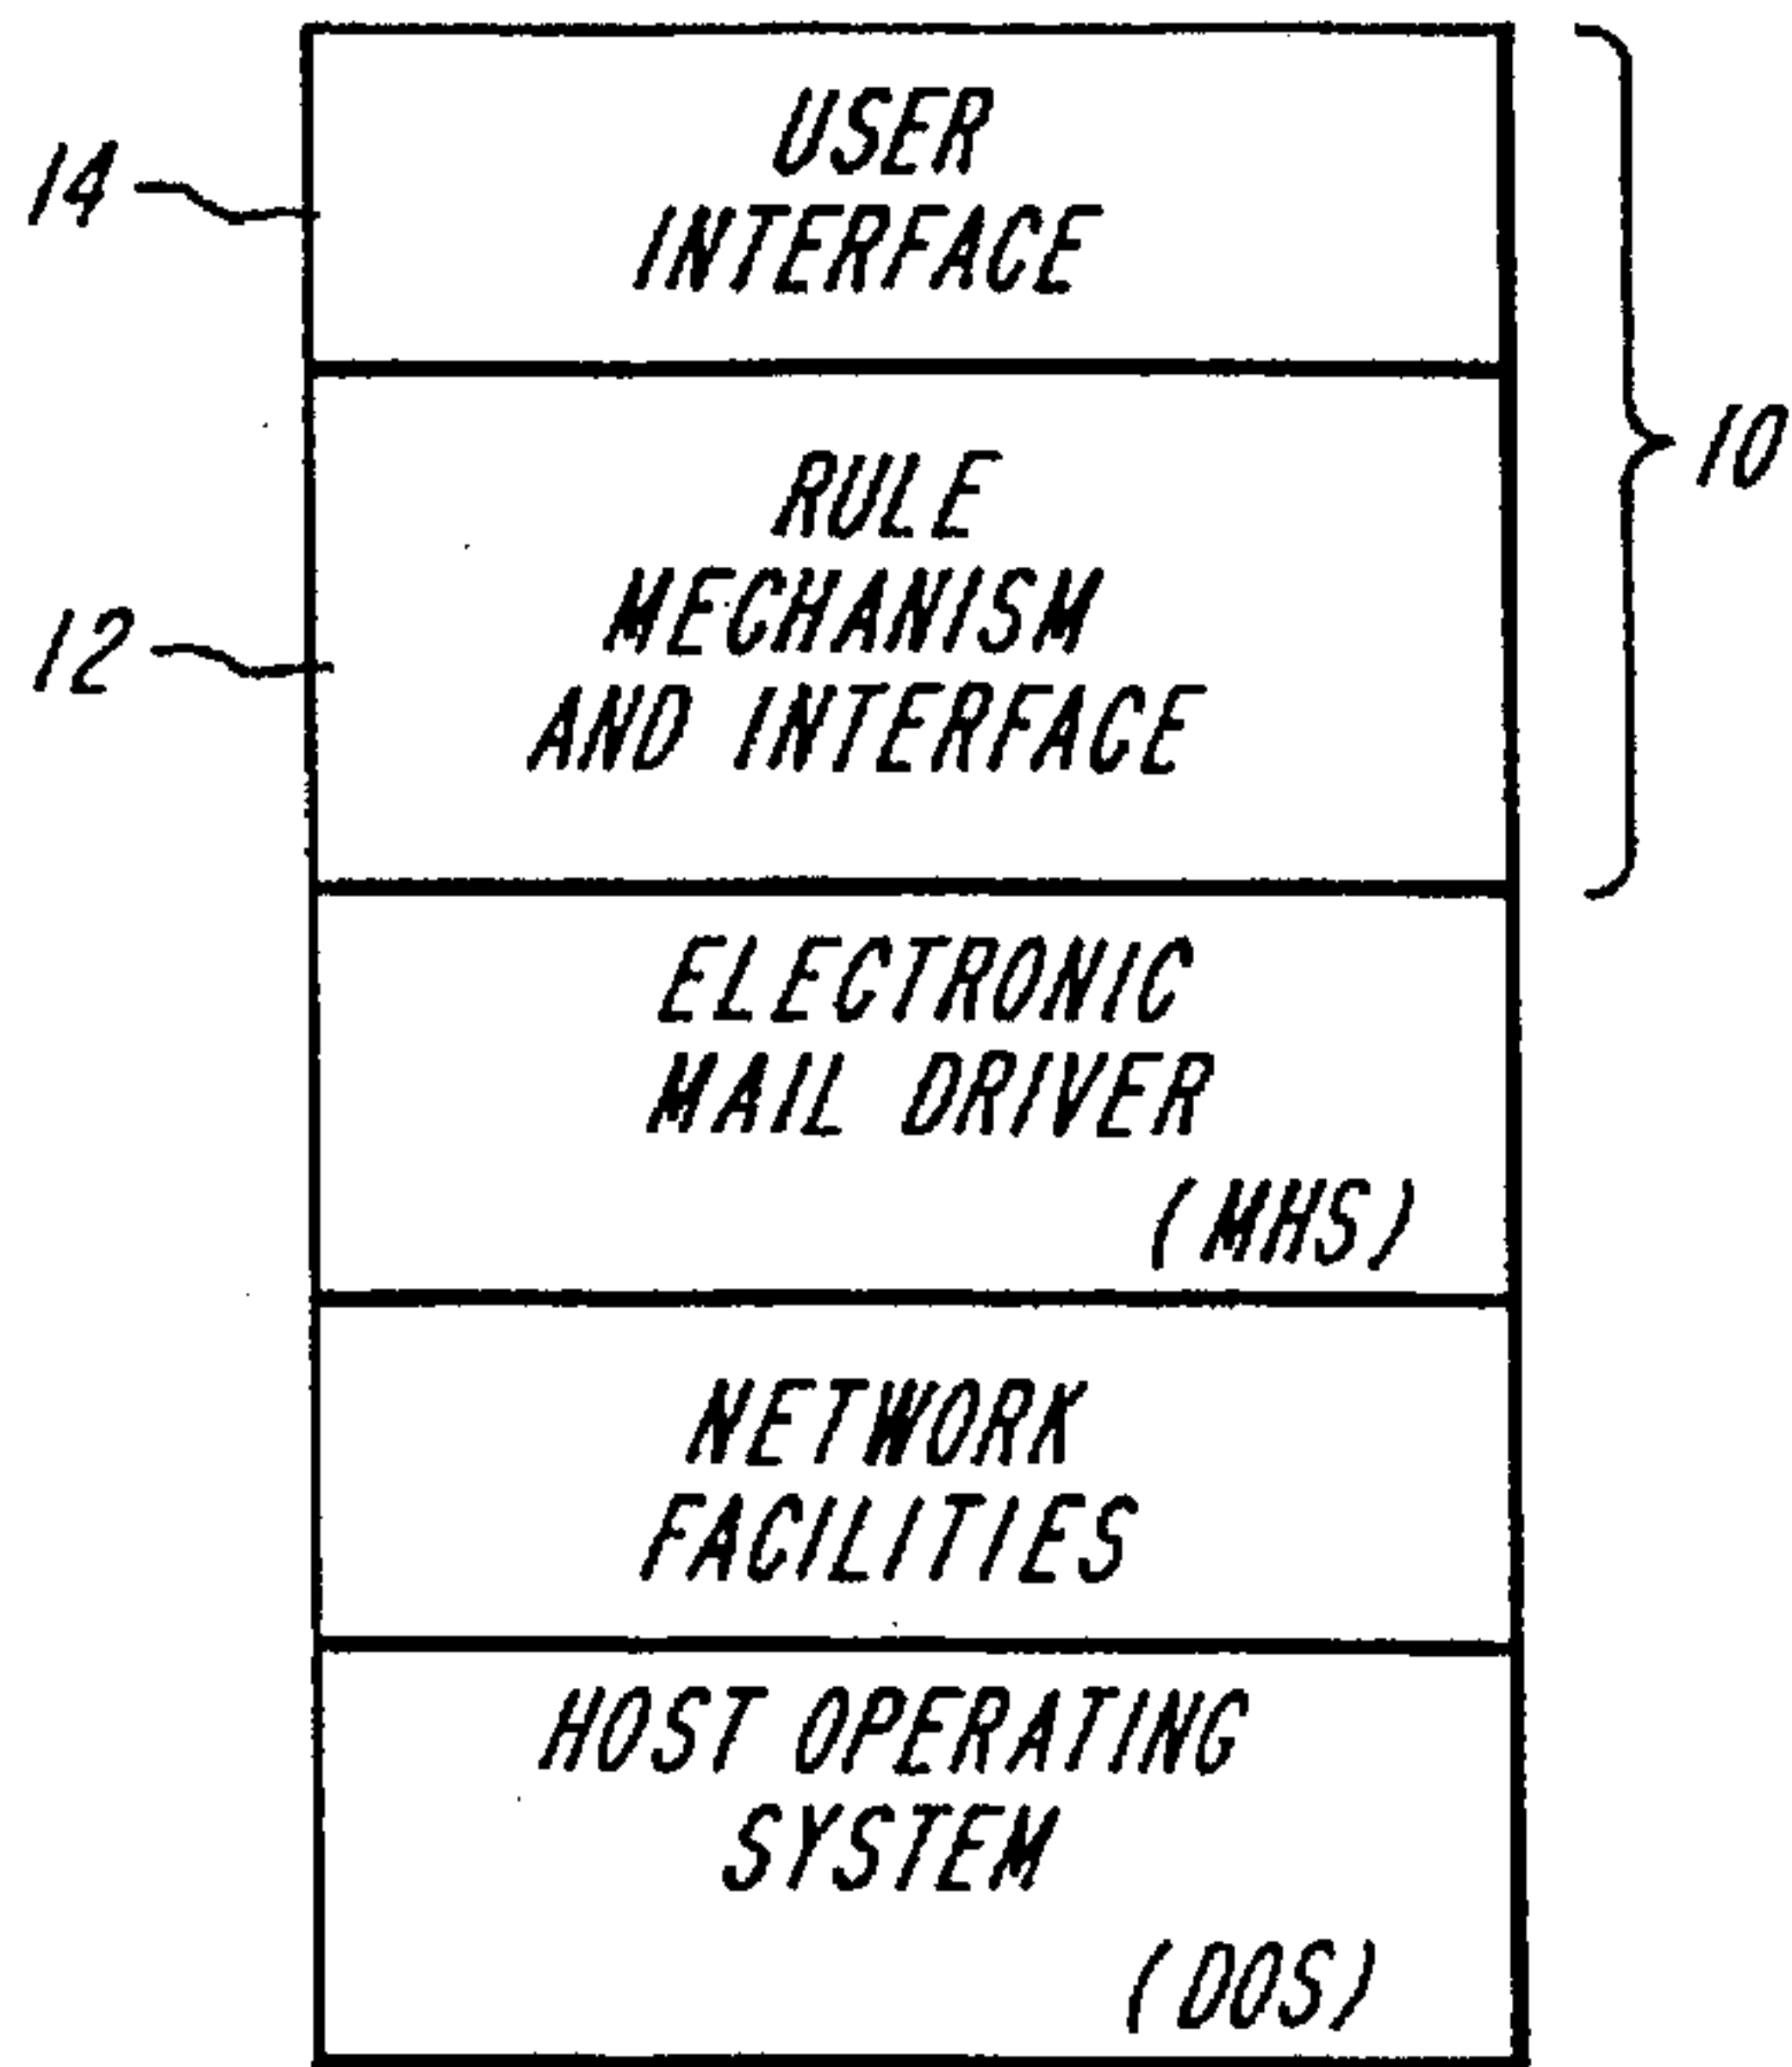 USER
INTERFACE
14
RULE
MECHANISM
AND INTERFACE
12
10
ELECTRONIC
MAIL DRIVER
(MHS)
NETWORK
FACILITIES
HOST OPERATING
SYSTEM
(DOS)